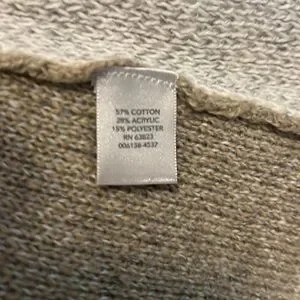 57% COTTON
28% ACRYLIC
15% POLYESTER
RN 63823
006138-4537